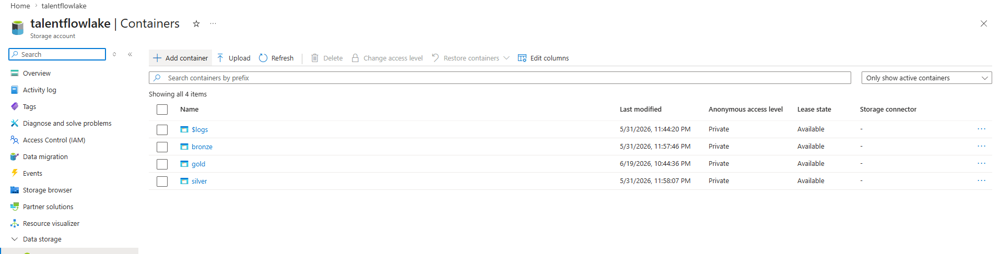 Home > talentflowlake
talentflowlake | Containers
Storage account
Search
Add container Upload Refresh Delete Change access level Restore containers Edit columns
Search containers by prefix
Only show active containers
Showing all 4 items
Name Last modified Anonymous access level Lease state Storage connector
$logs 5/31/2026, 11:44:20 PM Private Available -
bronze 5/31/2026, 11:57:46 PM Private Available -
gold 6/19/2026, 10:44:36 PM Private Available -
silver 5/31/2026, 11:58:07 PM Private Available -
Overview
Activity log
Tags
Diagnose and solve problems
Access Control (IAM)
Data migration
Events
Storage browser
Partner solutions
Resource visualizer
Data storage